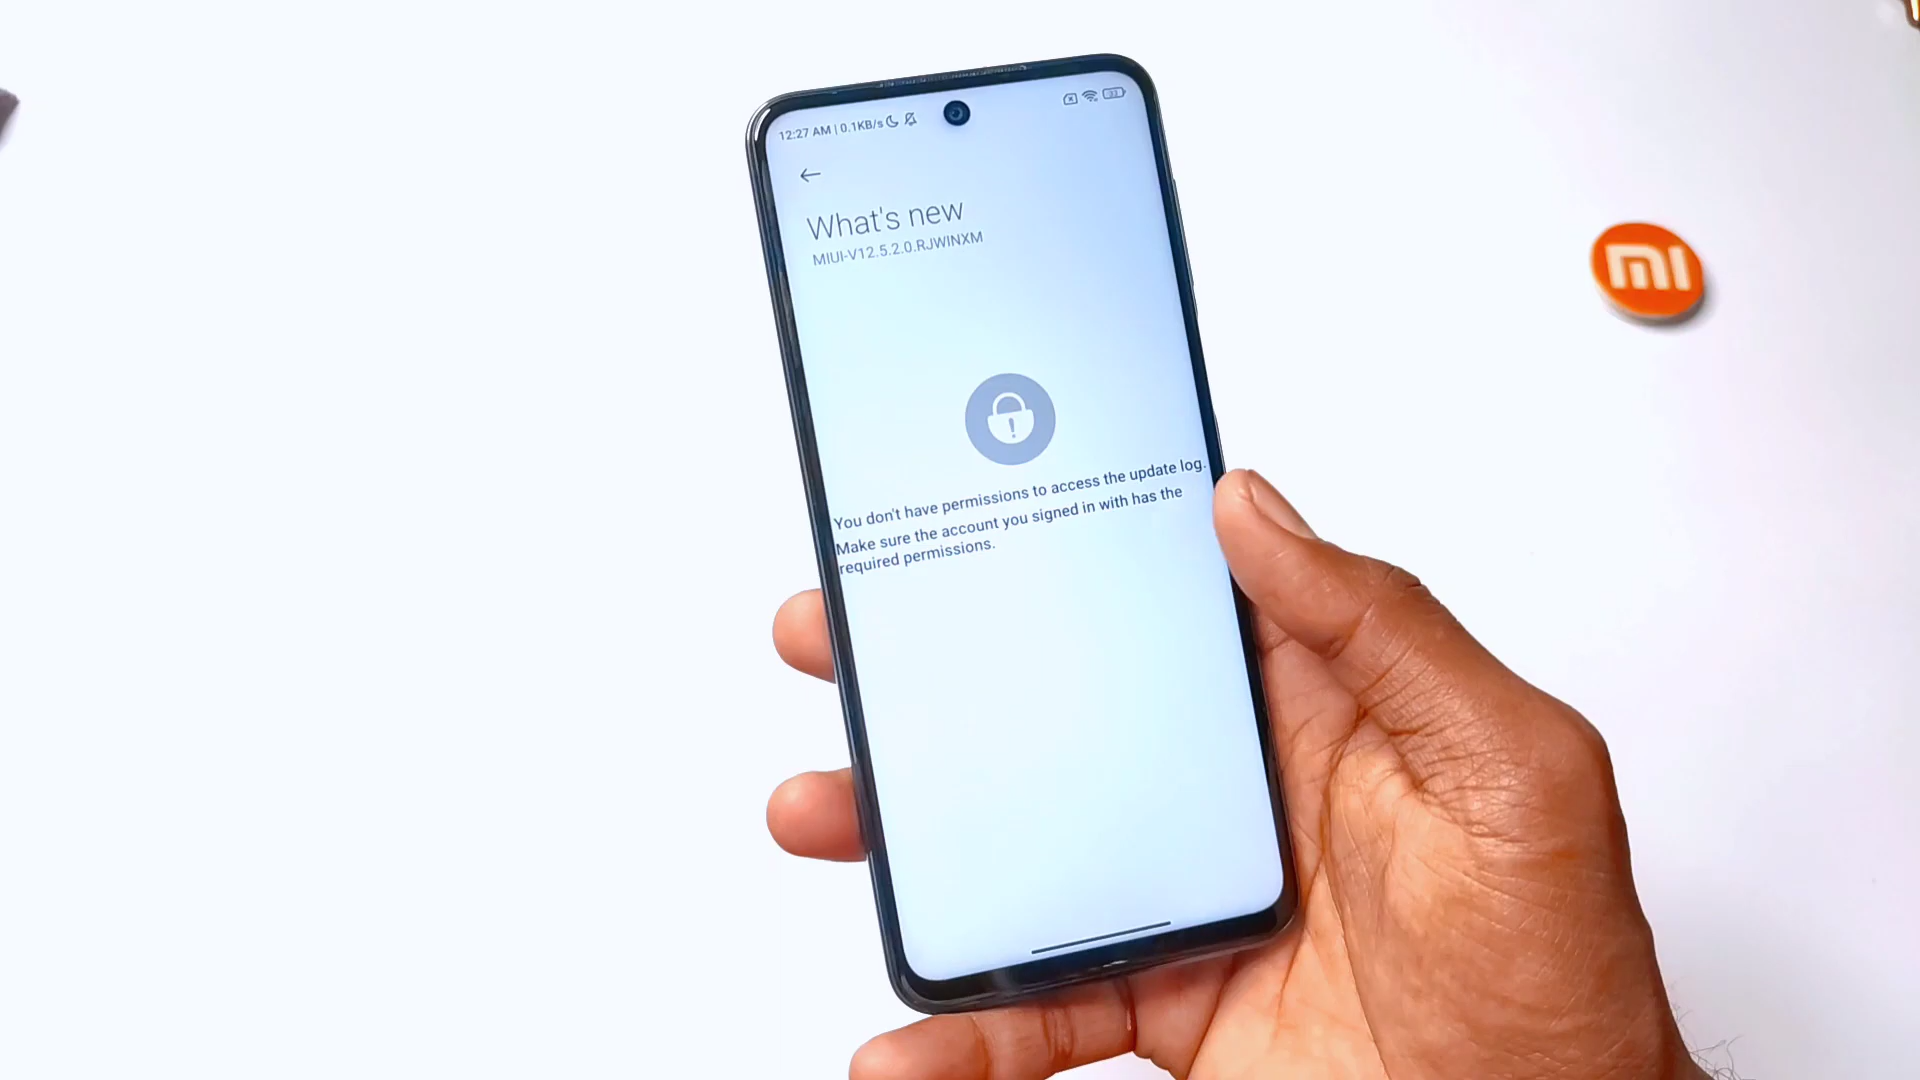 12:27 AM | 0.1KB/s
What's new
MIUI-V12.5.2.0.RJWINXM
You don't have permissions to access the update log.
Make sure the account you signed in with has the
required permissions.
mi